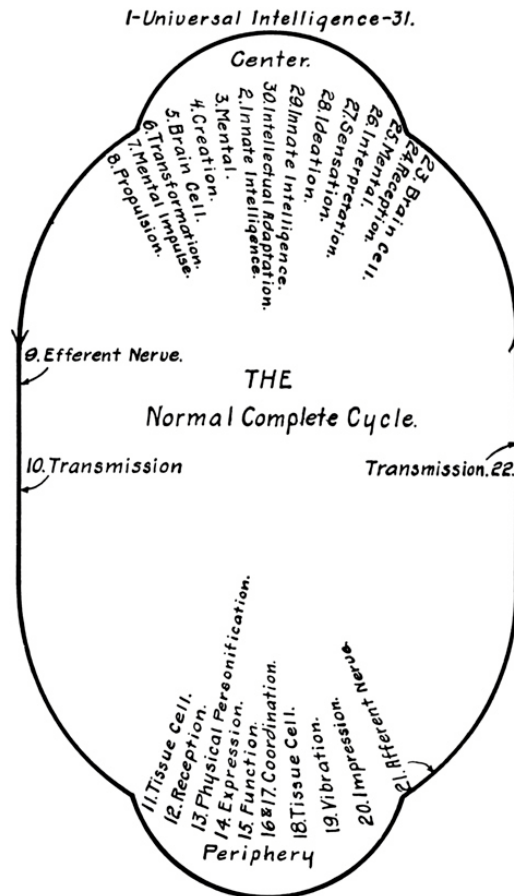 1-Universal Intelligence-31.
Center.
8.Propulsion.
7.Mental Impulse.
6.Transformation.
5.Brain Cell.
4.Creation.
3.Mental.
2.Innate Intelligence.
30.Intellectual Adaptation.
29.Innate Intelligence.
28.Ideation.
27.Sensation.
26.Interpretation.
25.Mental.
24.Reception.
23.Brain Cell.
9.Efferent Nerve.
THE
Normal Complete Cycle.
10.Transmission
Transmission.22.
11.Tissue Cell.
12.Reception.
13.Physical Personification.
14.Expression.
15.Function.
16&17.Coordination.
18.Tissue Cell.
19.Vibration.
20.Impression.
21.Afferent Nerve
Periphery